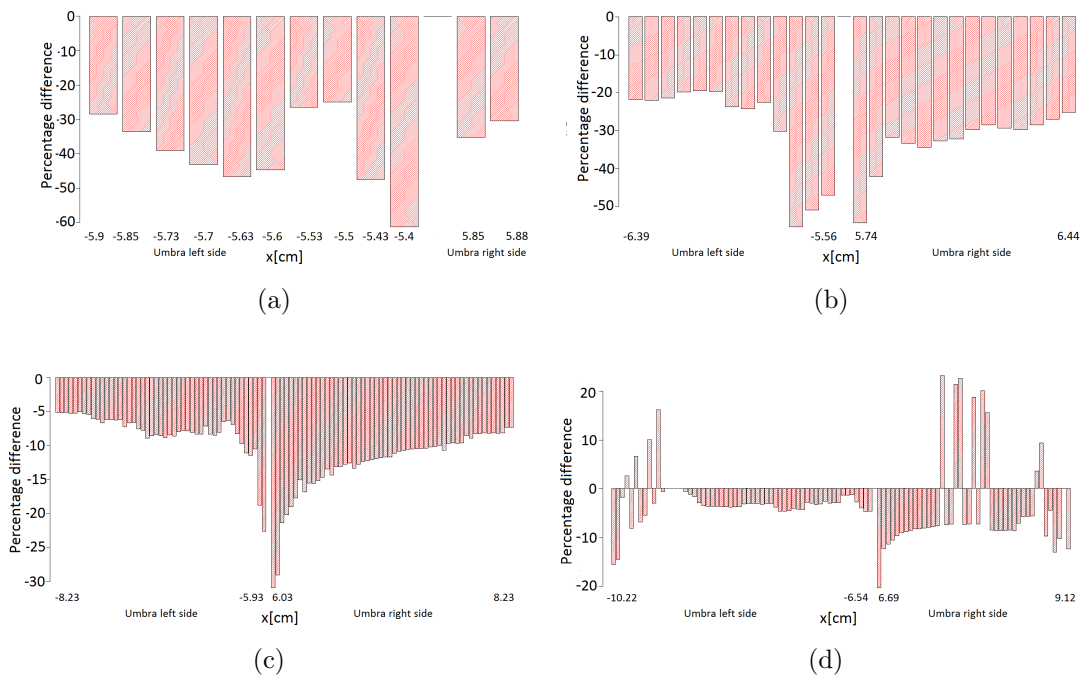 0
-10
-20
-30
-40
-50
-60
Percentage difference
-5.9 -5.85 -5.73 -5.7 -5.63 -5.6 -5.53 -5.5 -5.43 -5.4 5.85 5.88
Umbra left side Umbra right side
x[cm]
(a)
0
-10
-20
-30
-40
-50
Percentage difference
-6.39 -5.56 5.74 6.44
Umbra left side Umbra right side
x[cm]
(b)
0
-5
-10
-15
-20
-25
-30
Percentage difference
-8.23 -5.93 6.03 8.23
Umbra left side Umbra right side
x[cm]
(c)
20
10
0
-10
-20
Percentage difference
-10.22 -6.54 6.69 9.12
Umbra left side Umbra right side
x[cm]
(d)